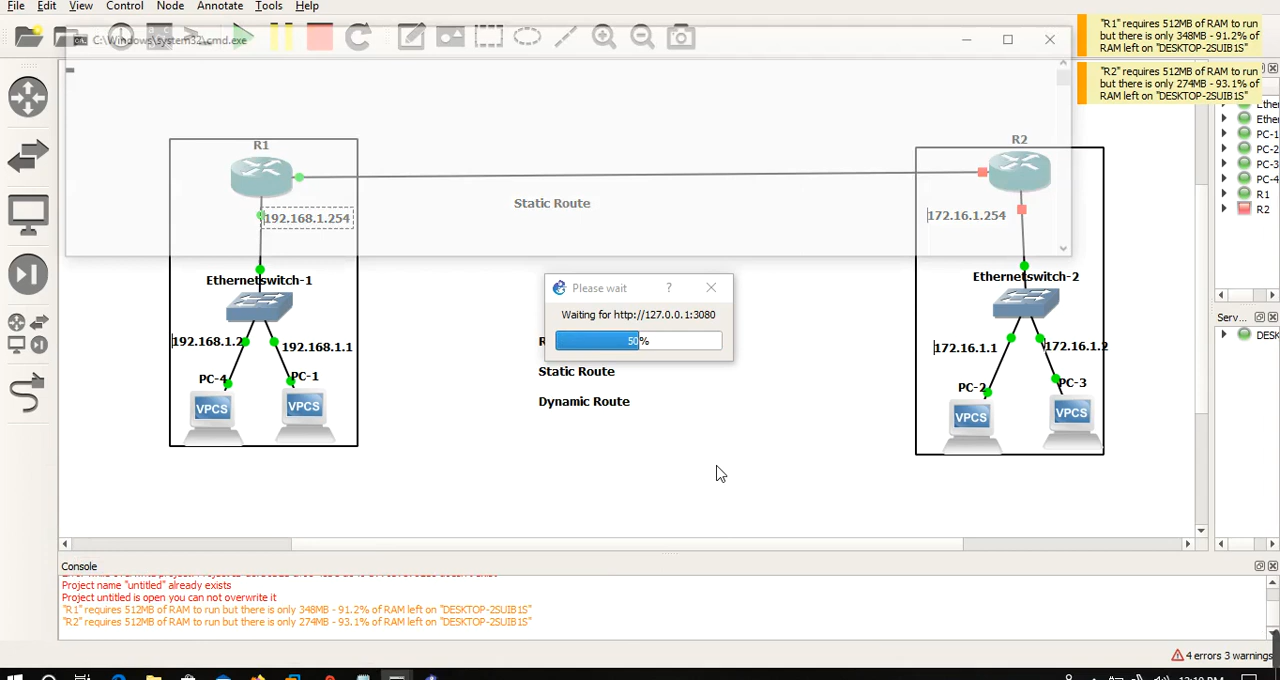 File Edit View Control Node Annotate Tools Help
C:\Windows\system32\cmd.exe
"R1" requires 512MB of RAM to run
but there is only 348MB - 91.2% of
RAM left on "DESKTOP-2SUIB1S"
"R2" requires 512MB of RAM to run
but there is only 274MB - 93.1% of
RAM left on "DESKTOP-2SUIB1S"
Ether
Ether
PC-1
PC-2
PC-3
PC-4
R1
R2
R1
R2
192.168.1.254
Static Route
172.16.1.254
Ethernetswitch-1
Ethernetswitch-2
Please wait ?
Waiting for http://127.0.0.1:3080
50%
R
Static Route
Dynamic Route
192.168.1.2
192.168.1.1
172.16.1.1
172.16.1.2
PC-4
PC-1
PC-2
PC-3
VPCS
VPCS
VPCS
VPCS
Serv...
DESK
Console
Project name "untitled" already exists
Project untitled is open you can not overwrite it
"R1" requires 512MB of RAM to run but there is only 348MB - 91.2% of RAM left on "DESKTOP-2SUIB1S"
"R2" requires 512MB of RAM to run but there is only 274MB - 93.1% of RAM left on "DESKTOP-2SUIB1S"
4 errors 3 warnings